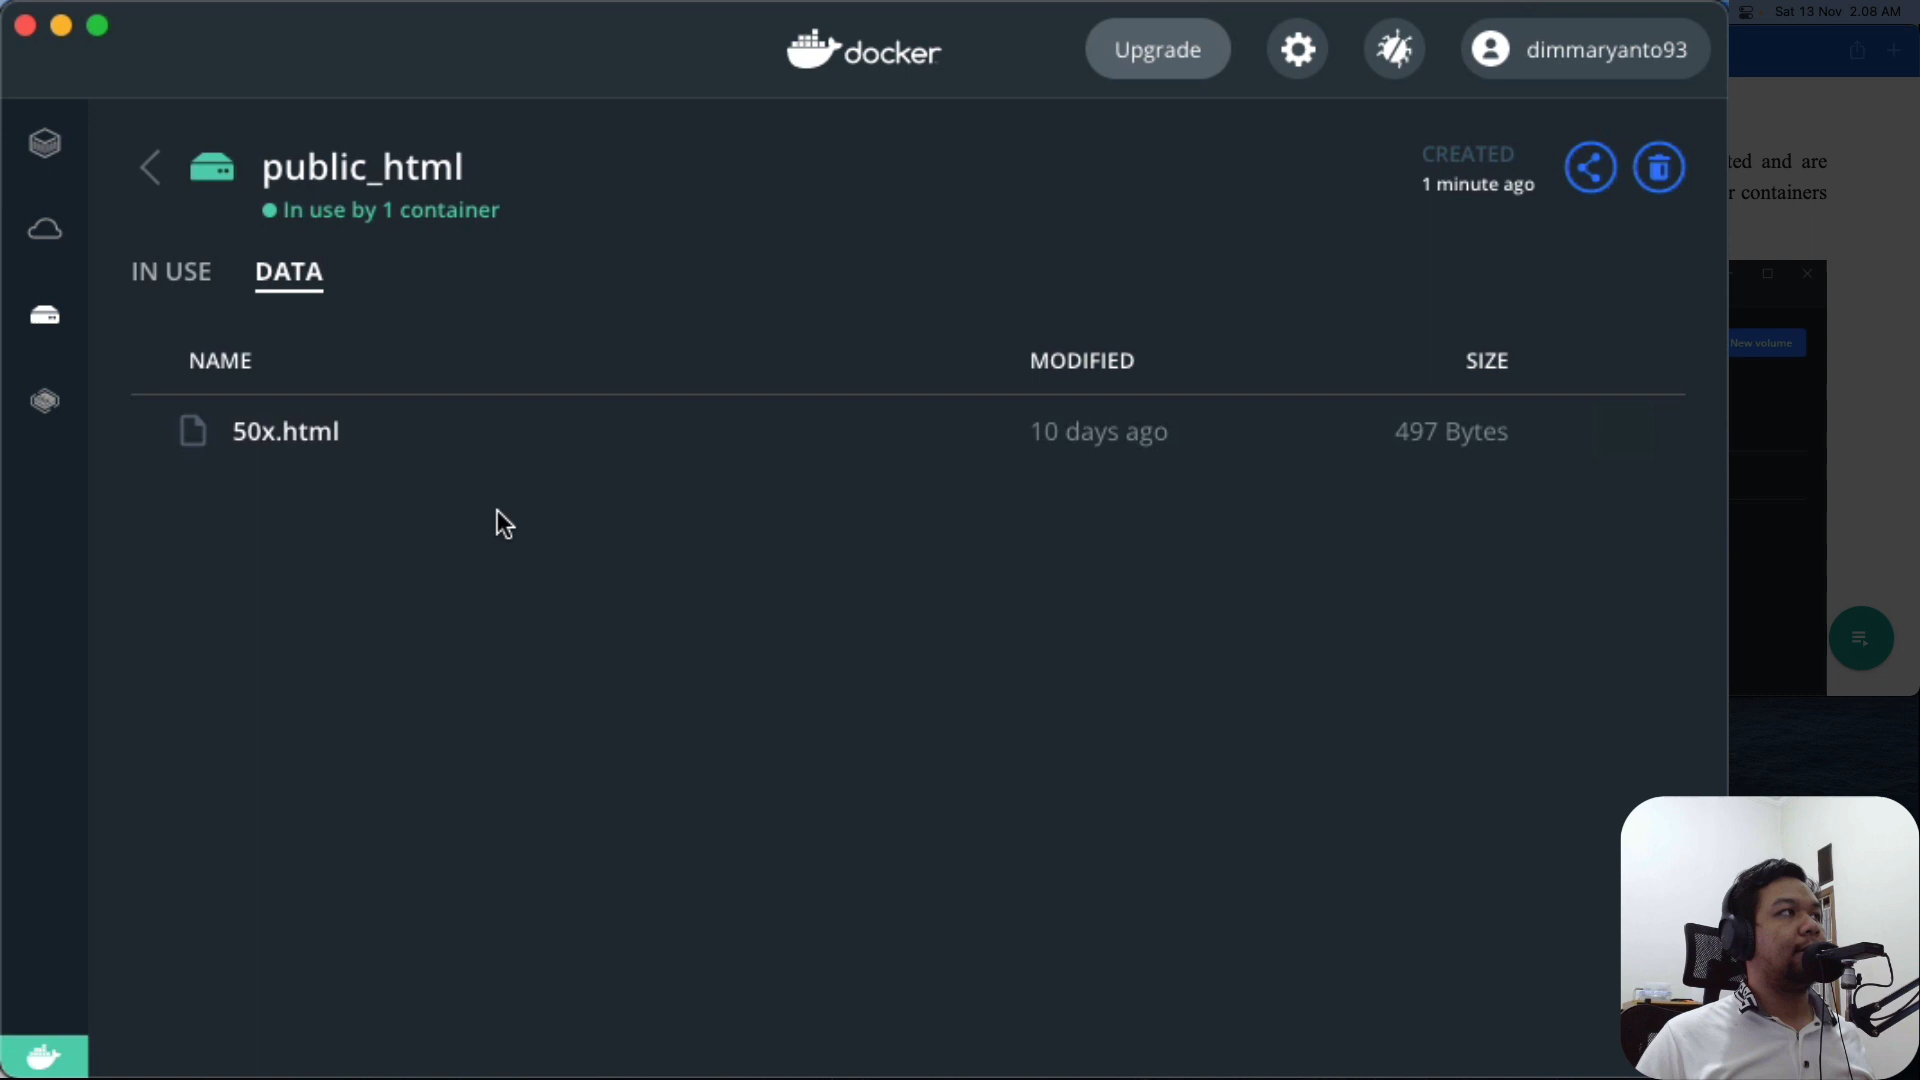 Sat 13 Nov 2.08 AM
docker
Upgrade
dimmaryanto93
public_html
In use by 1 container
CREATED
1 minute ago
ted and are
r containers
IN USE
DATA
New volume
NAME
MODIFIED
SIZE
50x.html
10 days ago
497 Bytes